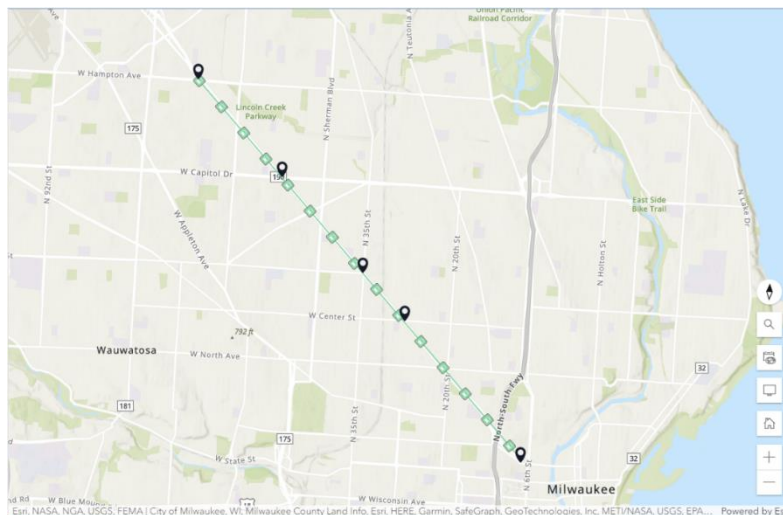 Union Pacific
Railroad Corridor
N Teutonia Ave
W Hampton Ave
N Sherman Blvd
Lincoln Creek
Parkway
175
N 92nd St
W Capitol Dr
190
East Side
Bike Trail
N Lake Dr
W Appleton Ave
N 35th St
N 20th St
N Holton St
W Center St
792 ft
Wauwatosa
W North Ave
32
N 20th St
North-South Fwy
181
N 35th St
175
W State St
N 6th St
32
Milwaukee
W Blue Mound
W Wisconsin Ave
Esri, NASA, NGA, USGS, FEMA | City of Milwaukee, WI, Milwaukee County Land Info, Esri, HERE, Garmin, SafeGraph, GeoTechnologies, Inc, METI/NASA, USGS, EPA... Powered by Es